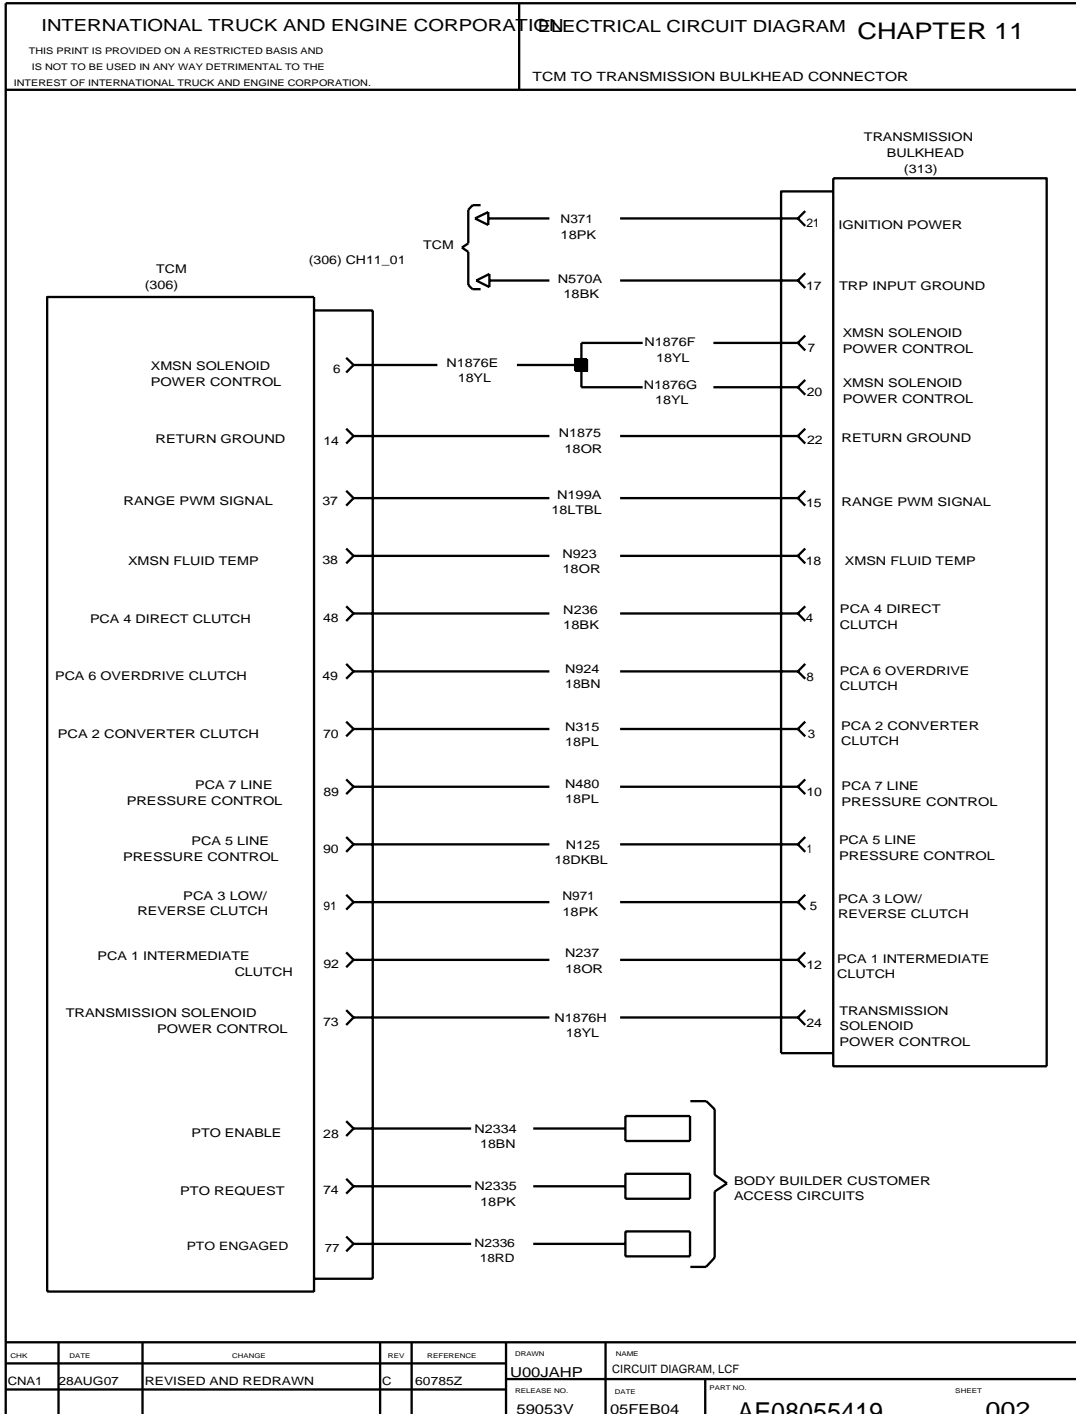 INTERNATIONAL TRUCK AND ENGINE CORPORATION
THIS PRINT IS PROVIDED ON A RESTRICTED BASIS AND
IS NOT TO BE USED IN ANY WAY DETRIMENTAL TO THE
INTEREST OF INTERNATIONAL TRUCK AND ENGINE CORPORATION.
ELECTRICAL CIRCUIT DIAGRAM CHAPTER 11
TCM TO TRANSMISSION BULKHEAD CONNECTOR
TRANSMISSION
BULKHEAD
(313)
TCM
(306)
(306) CH11_01
TCM
N371
18PK
21
IGNITION POWER
N570A
18BK
17
TRP INPUT GROUND
XMSN SOLENOID
POWER CONTROL
6
N1876E
18YL
N1876F
18YL
7
XMSN SOLENOID
POWER CONTROL
N1876G
18YL
20
XMSN SOLENOID
POWER CONTROL
RETURN GROUND
14
N1875
18OR
22
RETURN GROUND
RANGE PWM SIGNAL
37
N199A
18LTBL
15
RANGE PWM SIGNAL
XMSN FLUID TEMP
38
N923
18OR
18
XMSN FLUID TEMP
PCA 4 DIRECT CLUTCH
48
N236
18BK
4
PCA 4 DIRECT
CLUTCH
PCA 6 OVERDRIVE CLUTCH
49
N924
18BN
8
PCA 6 OVERDRIVE
CLUTCH
PCA 2 CONVERTER CLUTCH
70
N315
18PL
3
PCA 2 CONVERTER
CLUTCH
PCA 7 LINE
PRESSURE CONTROL
89
N480
18PL
10
PCA 7 LINE
PRESSURE CONTROL
PCA 5 LINE
PRESSURE CONTROL
90
N125
18DKBL
1
PCA 5 LINE
PRESSURE CONTROL
PCA 3 LOW/
REVERSE CLUTCH
91
N971
18PK
5
PCA 3 LOW/
REVERSE CLUTCH
PCA 1 INTERMEDIATE
CLUTCH
92
N237
18OR
12
PCA 1 INTERMEDIATE
CLUTCH
TRANSMISSION SOLENOID
POWER CONTROL
73
N1876H
18YL
24
TRANSMISSION
SOLENOID
POWER CONTROL
PTO ENABLE
28
N2334
18BN
PTO REQUEST
74
N2335
18PK
PTO ENGAGED
77
N2336
18RD
BODY BUILDER CUSTOMER
ACCESS CIRCUITS
CHK DATE CHANGE REV REFERENCE
CNA1 28AUG07 REVISED AND REDRAWN C 60785Z
DRAWN
U00JAHP
NAME
CIRCUIT DIAGRAM, LCF
RELEASE NO.
59053V
DATE
05FEB04
PART NO.
AE08055419
SHEET
002